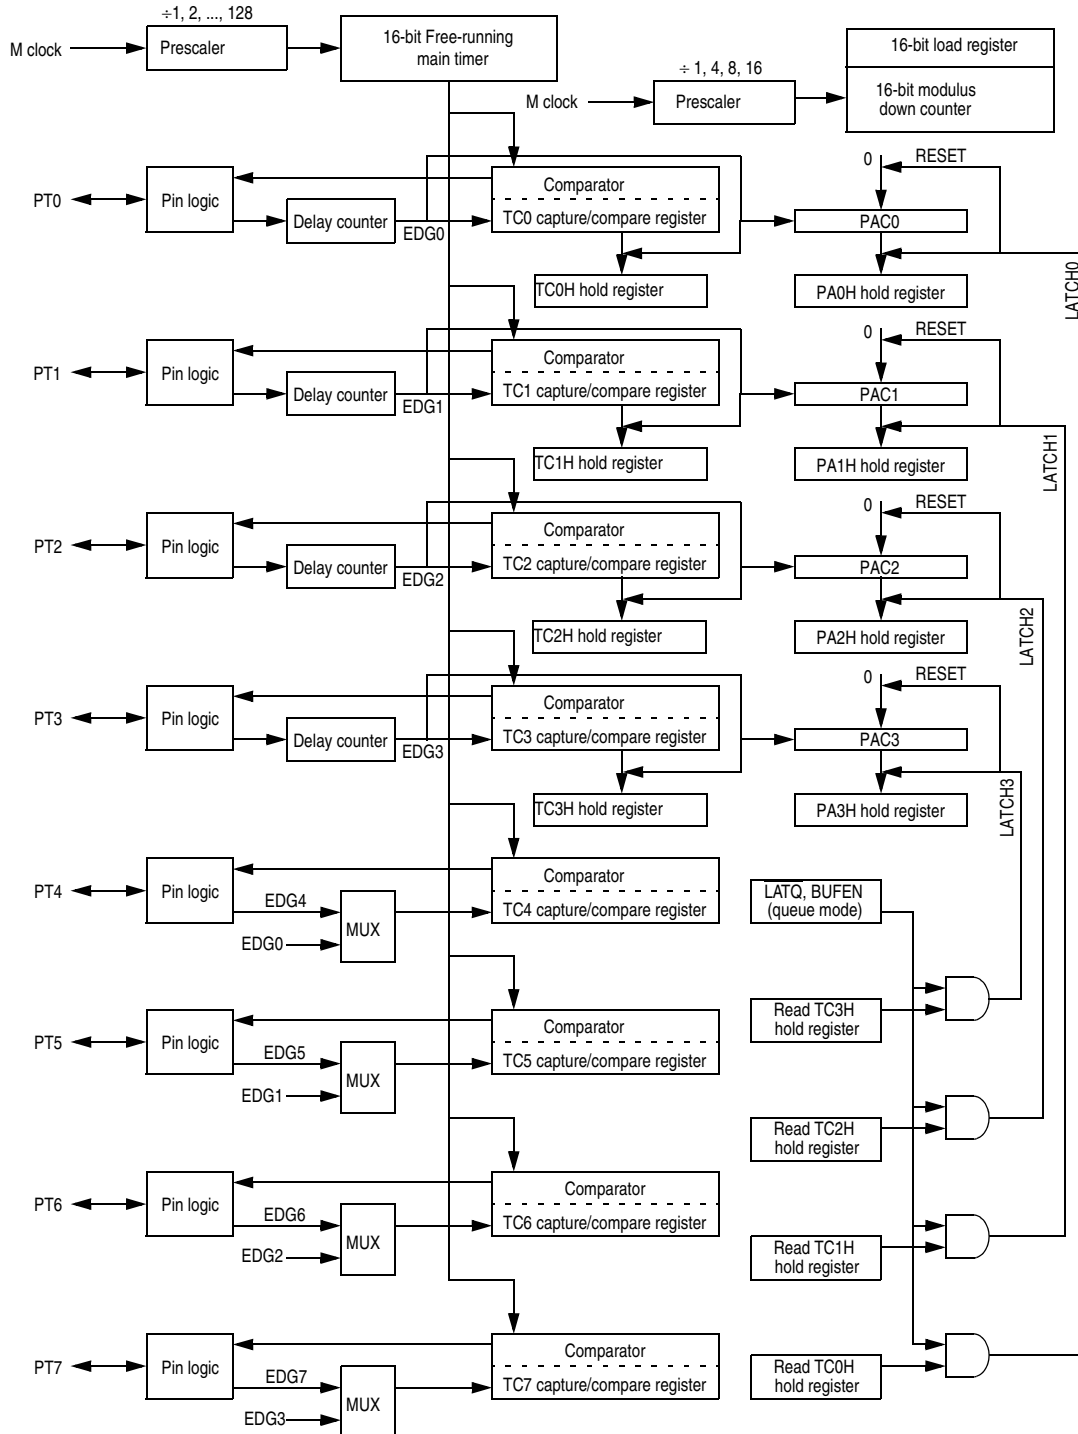 ÷1, 2, ..., 128
M clock
Prescaler
16-bit Free-running
main timer
÷ 1, 4, 8, 16
M clock
Prescaler
16-bit load register
16-bit modulus
down counter
PT0
Pin logic
Delay counter
EDG0
Comparator
TC0 capture/compare register
TC0H hold register
0
RESET
PAC0
PA0H hold register
LATCH0
PT1
Pin logic
Delay counter
EDG1
Comparator
TC1 capture/compare register
TC1H hold register
0
RESET
PAC1
PA1H hold register
LATCH1
PT2
Pin logic
Delay counter
EDG2
Comparator
TC2 capture/compare register
TC2H hold register
0
RESET
PAC2
PA2H hold register
LATCH2
PT3
Pin logic
Delay counter
EDG3
Comparator
TC3 capture/compare register
TC3H hold register
0
RESET
PAC3
PA3H hold register
LATCH3
PT4
Pin logic
EDG4
EDG0
MUX
Comparator
TC4 capture/compare register
LATQ, BUFEN
(queue mode)
PT5
Pin logic
EDG5
EDG1
MUX
Comparator
TC5 capture/compare register
Read TC3H
hold register
Read TC2H
hold register
PT6
Pin logic
EDG6
EDG2
MUX
Comparator
TC6 capture/compare register
Read TC1H
hold register
PT7
Pin logic
EDG7
EDG3
MUX
Comparator
TC7 capture/compare register
Read TC0H
hold register